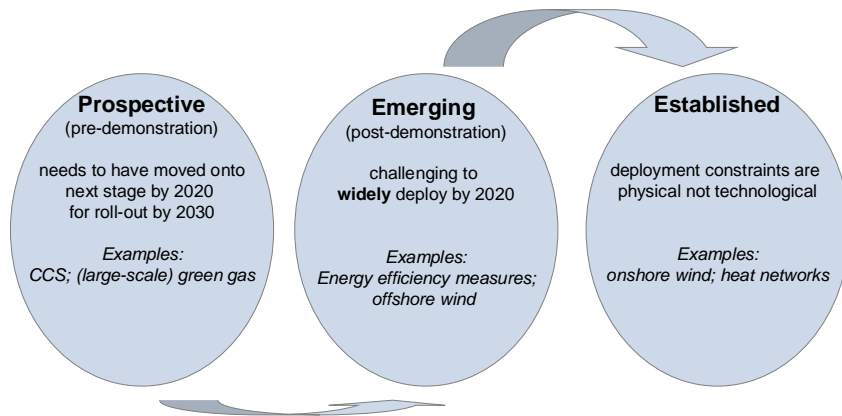 Prospective
(pre-demonstration)
needs to have moved onto
next stage by 2020
for roll-out by 2030
Examples:
CCS; (large-scale) green gas
Emerging
(post-demonstration)
challenging to
widely deploy by 2020
Examples:
Energy efficiency measures;
offshore wind
Established
deployment constraints are
physical not technological
Examples:
onshore wind; heat networks